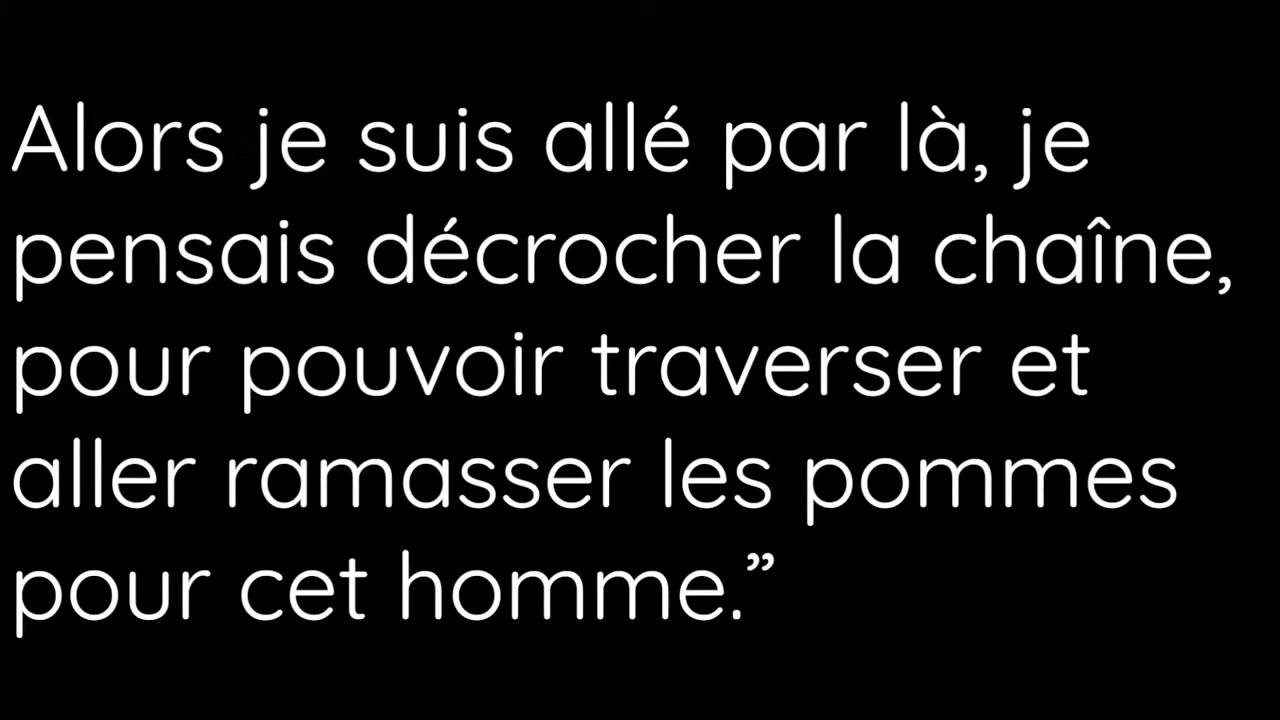 Alors je suis allé par là, je
pensais décrocher la chaîne,
pour pouvoir traverser et
aller ramasser les pommes
pour cet homme.”